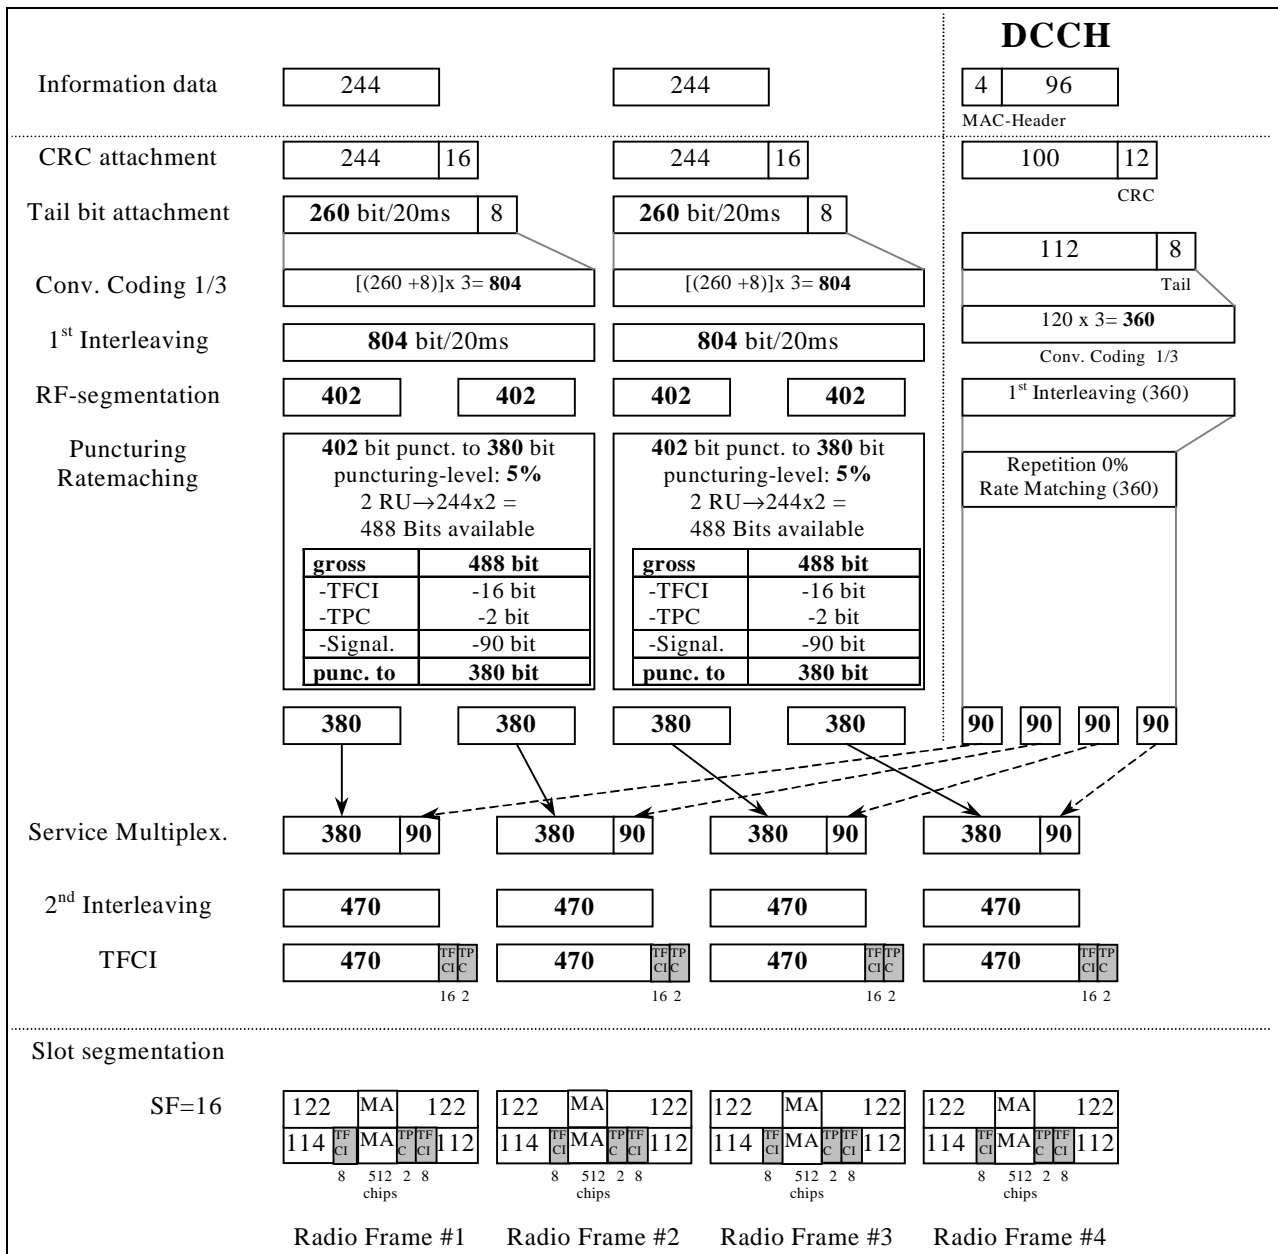 DCCH
Information data 244 244 4 96
MAC-Header
CRC attachment 244 16 244 16 100 12
CRC
Tail bit attachment 260 bit/20ms 8 260 bit/20ms 8
112 8
Tail
Conv. Coding 1/3 [(260 +8)]x 3= 804 [(260 +8)]x 3= 804
120 x 3= 360
Conv. Coding 1/3
1st Interleaving 804 bit/20ms 804 bit/20ms
RF-segmentation 402 402 402 402 1st Interleaving (360)
Puncturing
Ratemaching
402 bit punct. to 380 bit
puncturing-level: 5%
2 RU→244x2 =
488 Bits available
gross 488 bit
-TFCI -16 bit
-TPC -2 bit
-Signal. -90 bit
punc. to 380 bit
402 bit punct. to 380 bit
puncturing-level: 5%
2 RU→244x2 =
488 Bits available
gross 488 bit
-TFCI -16 bit
-TPC -2 bit
-Signal. -90 bit
punc. to 380 bit
Repetition 0%
Rate Matching (360)
380 380 380 380 90 90 90 90
Service Multiplex. 380 90 380 90 380 90 380 90
2nd Interleaving 470 470 470 470
TFCI 470 TF CI TP C 470 TF CI TP C 470 TF CI TP C 470 TF CI TP C
16 2 16 2 16 2 16 2
Slot segmentation
SF=16 122 MA 122 122 MA 122 122 MA 122 122 MA 122
114 TF CI MA TP C TF CI 112 114 TF CI MA TP C TF CI 112 114 TF CI MA TP C TF CI 112 114 TF CI MA TP C TF CI 112
8 512 2 8 8 512 2 8 8 512 2 8 8 512 2 8
chips chips chips chips
Radio Frame #1 Radio Frame #2 Radio Frame #3 Radio Frame #4